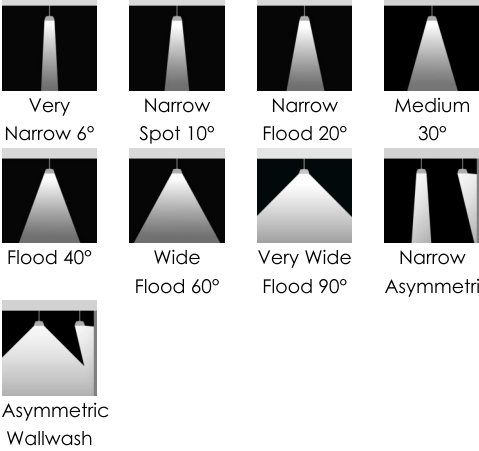 Very
Narrow 6°
Narrow
Spot 10°
Narrow
Flood 20°
Medium
30°
Flood 40°
Wide
Flood 60°
Very Wide
Flood 90°
Narrow
Asymmetri
Asymmetric
Wallwash